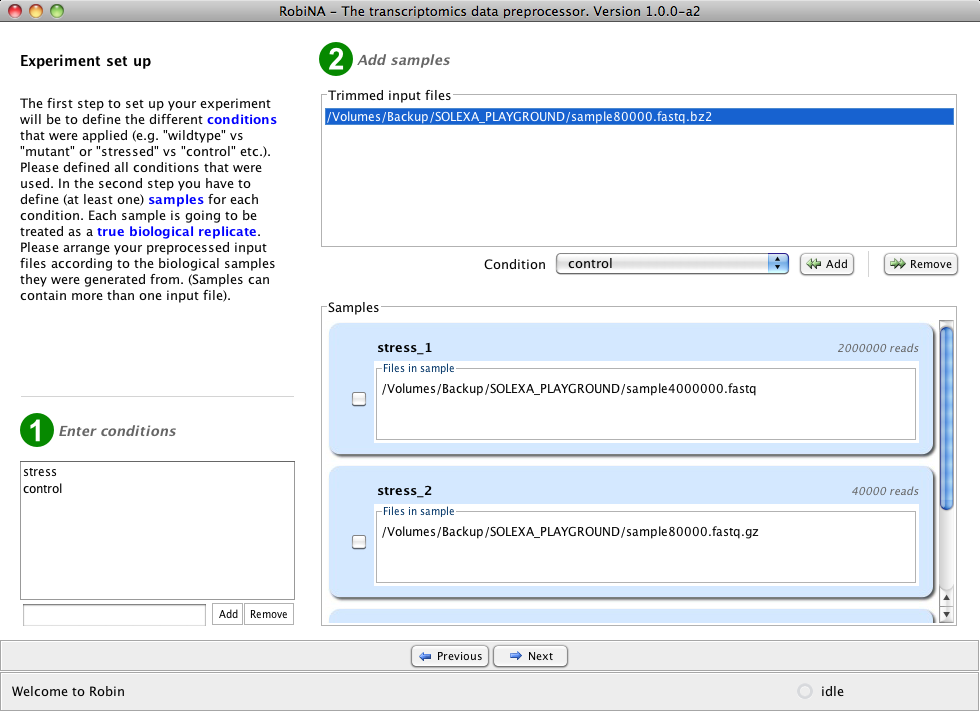 RobiNA - The transcriptomics data preprocessor. Version 1.0.0-a2
Experiment set up
The first step to set up your experiment
will be to define the different conditions
that were applied (e.g. "wildtype" vs
"mutant" or "stressed" vs "control" etc.).
Please defined all conditions that were
used. In the second step you have to
define (at least one) samples for each
condition. Each sample is going to be
treated as a true biological replicate.
Please arrange your preprocessed input
files according to the biological samples
they were generated from. (Samples can
contain more than one input file).
1 Enter conditions
stress
control
Add Remove
2 Add samples
Trimmed input files
/Volumes/Backup/SOLEXA_PLAYGROUND/sample80000.fastq.bz2
Condition control Add Remove
Samples
stress_1 2000000 reads
Files in sample
/Volumes/Backup/SOLEXA_PLAYGROUND/sample4000000.fastq
stress_2 40000 reads
Files in sample
/Volumes/Backup/SOLEXA_PLAYGROUND/sample80000.fastq.gz
Previous Next
Welcome to Robin idle